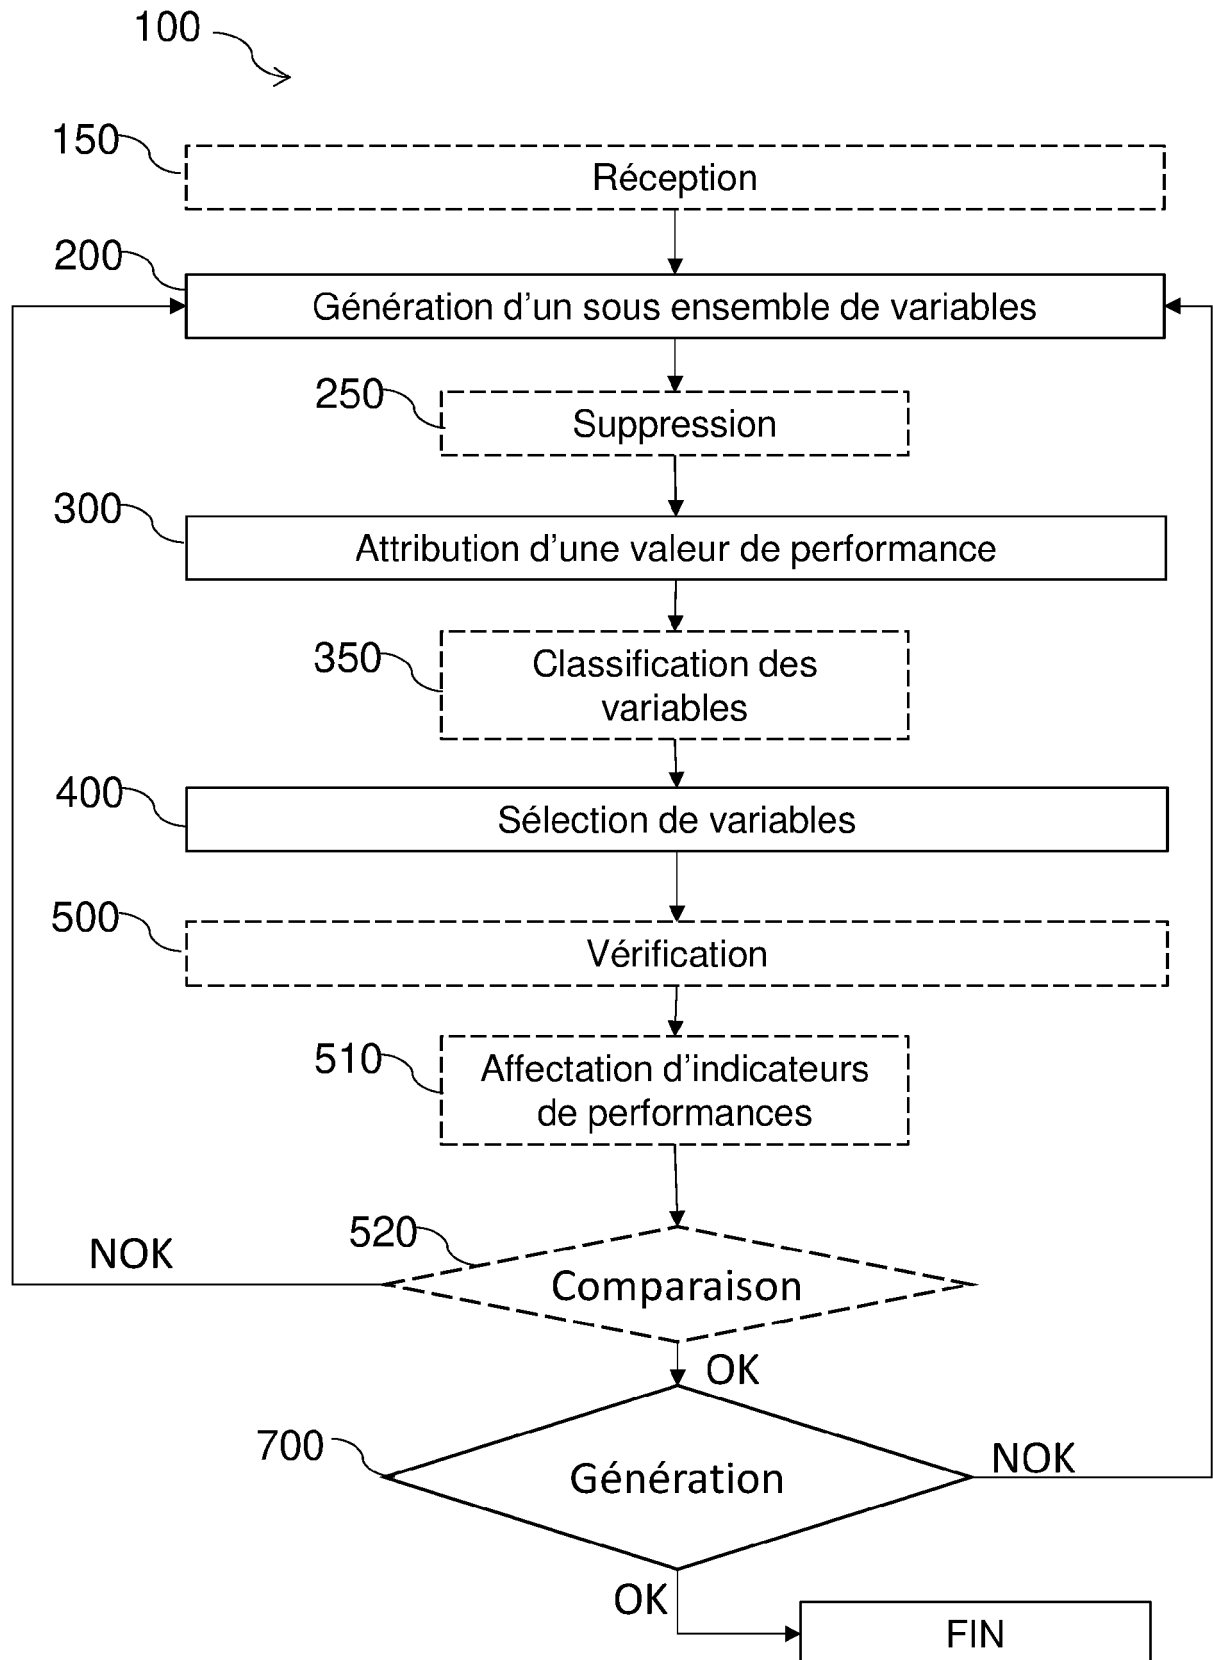 100
150
Réception
200
Génération d'un sous ensemble de variables
250
Suppression
300
Attribution d'une valeur de performance
350
Classification des
variables
400
Sélection de variables
500
Vérification
510
Affectation d'indicateurs
de performances
520
NOK
Comparaison
OK
700
Génération
NOK
OK
FIN